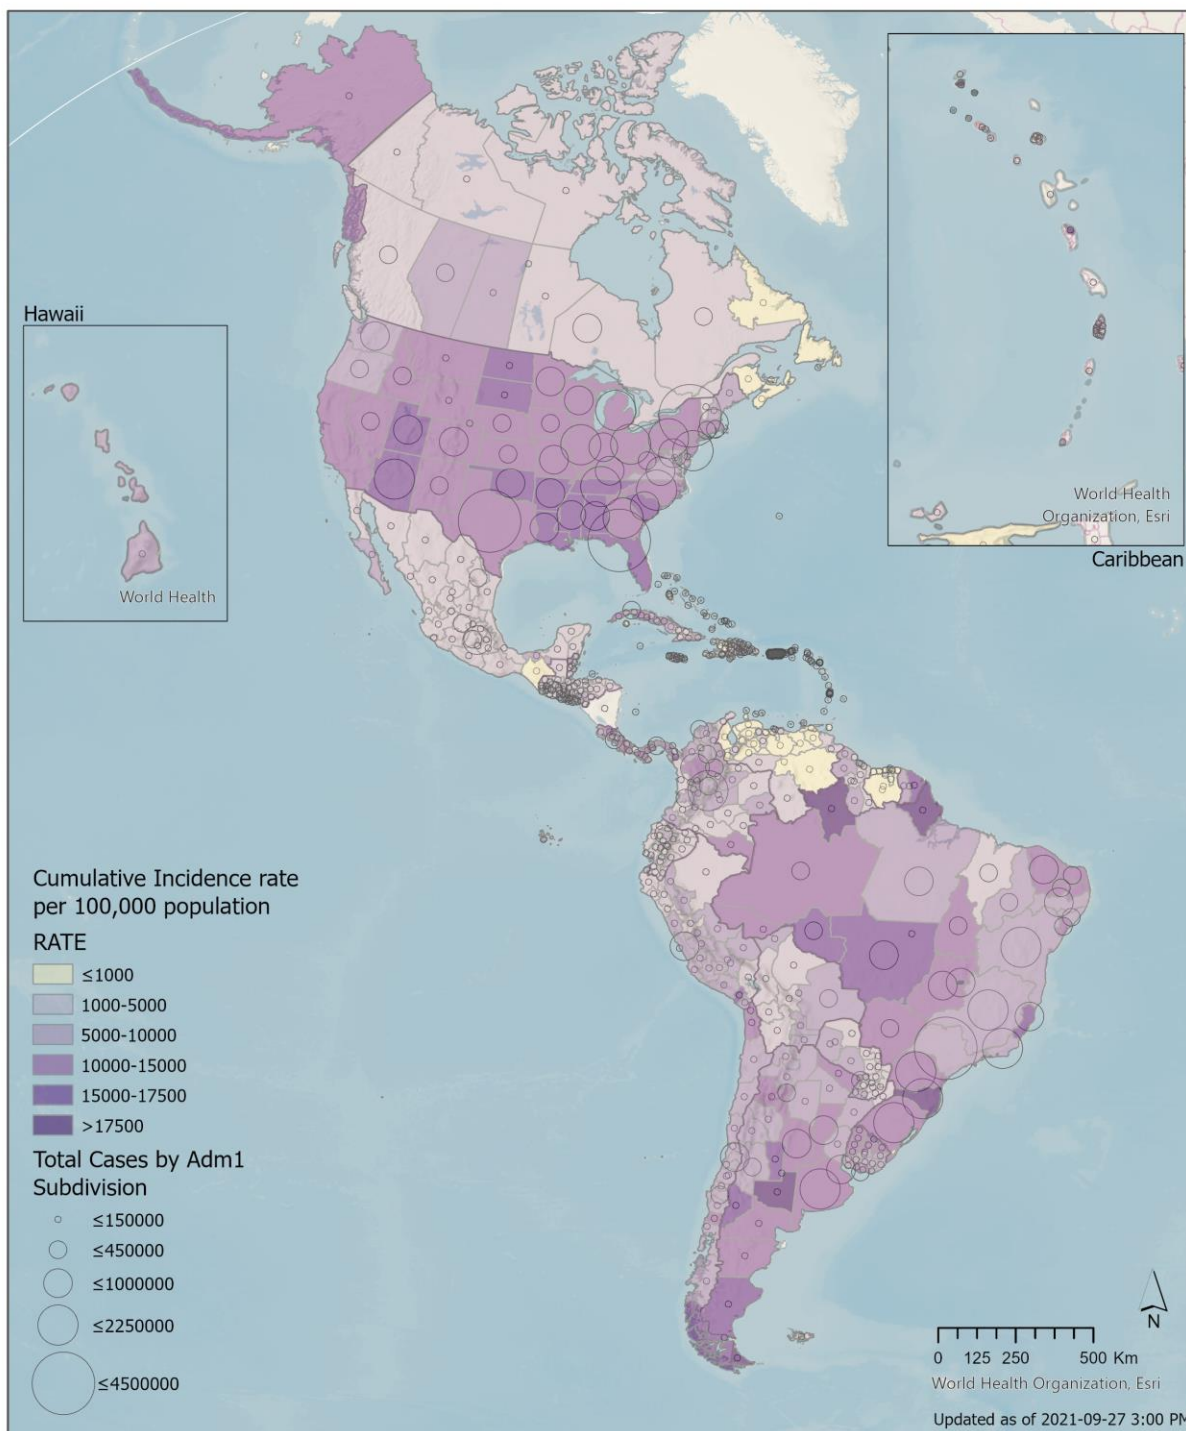 Hawaii
World Health
World Health
Organization, Esri
Caribbean
Cumulative Incidence rate
per 100,000 population
RATE
≤1000
1000-5000
5000-10000
10000-15000
15000-17500
>17500
Total Cases by Adm1
Subdivision
≤150000
≤450000
≤1000000
≤2250000
≤4500000
N
0 125 250 500 Km
World Health Organization, Esri
Updated as of 2021-09-27 3:00 PM